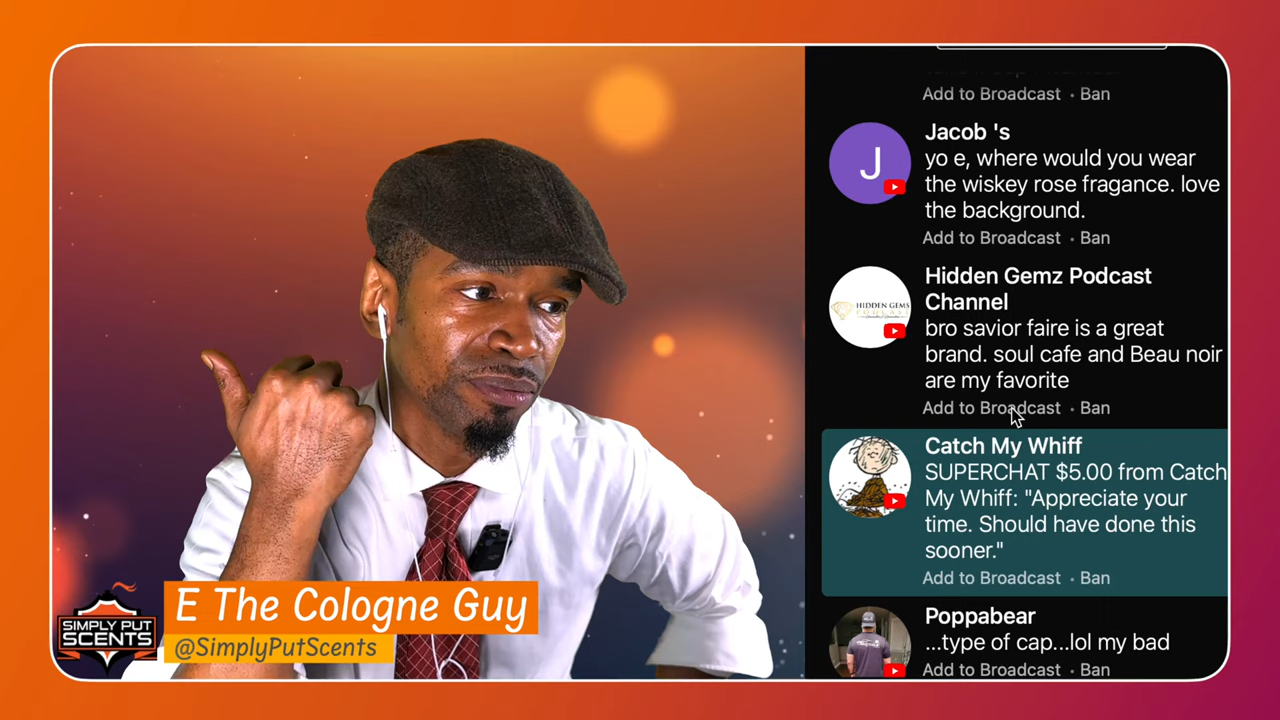 Add to Broadcast • Ban
Jacob 's
yo e, where would you wear
the wiskey rose fragance. love
the background.
Add to Broadcast • Ban
Hidden Gemz Podcast
Channel
bro savior faire is a great
brand. soul cafe and Beau noir
are my favorite
Add to Broadcast • Ban
Catch My Whiff
SUPERCHAT $5.00 from Catch
My Whiff: "Appreciate your
time. Should have done this
sooner."
Add to Broadcast • Ban
Poppabear
...type of cap...lol my bad
Add to Broadcast • Ban
J
HIDDEN GEMS
PODCAST
SIMPLY PUT
SCENTS
E The Cologne Guy
@SimplyPutScents